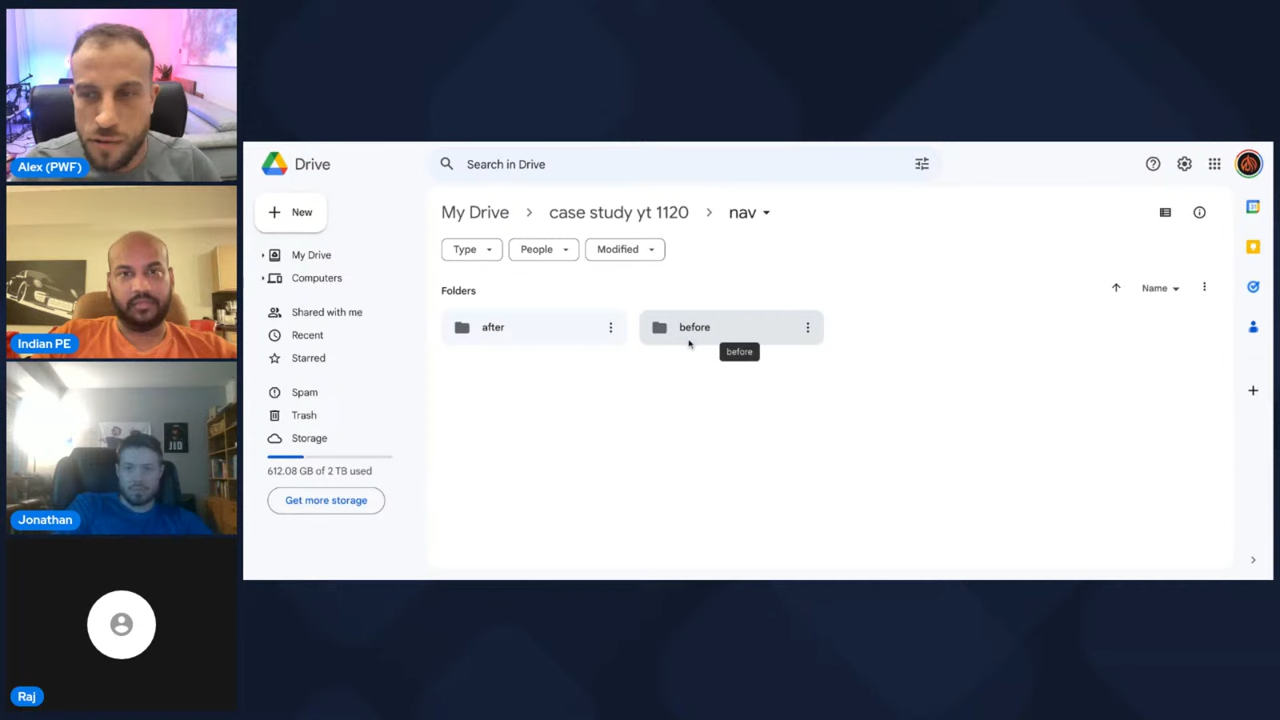 Alex (PWF)
Indian PE
Jonathan
Raj
Drive
Search in Drive
New
My Drive
Computers
Shared with me
Recent
Starred
Spam
Trash
Storage
612.08 GB of 2 TB used
Get more storage
My Drive > case study yt 1120 > nav
Type People Modified
Folders
Name
after
before
before